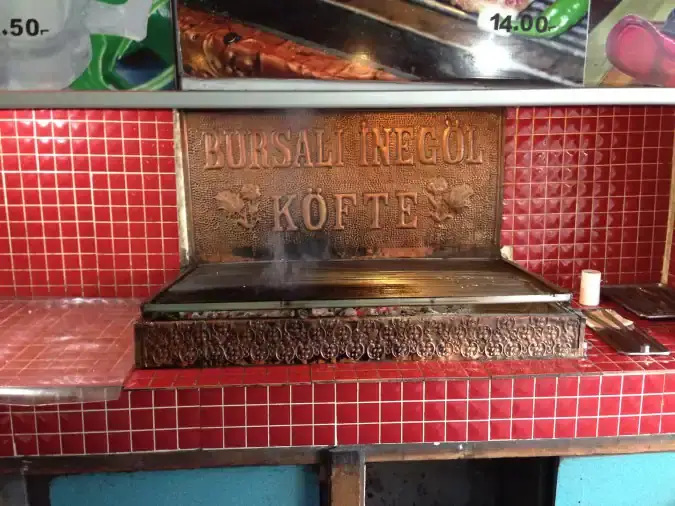 .50.-
14.00.-
BURSALI İNEGÖL
KÖFTE